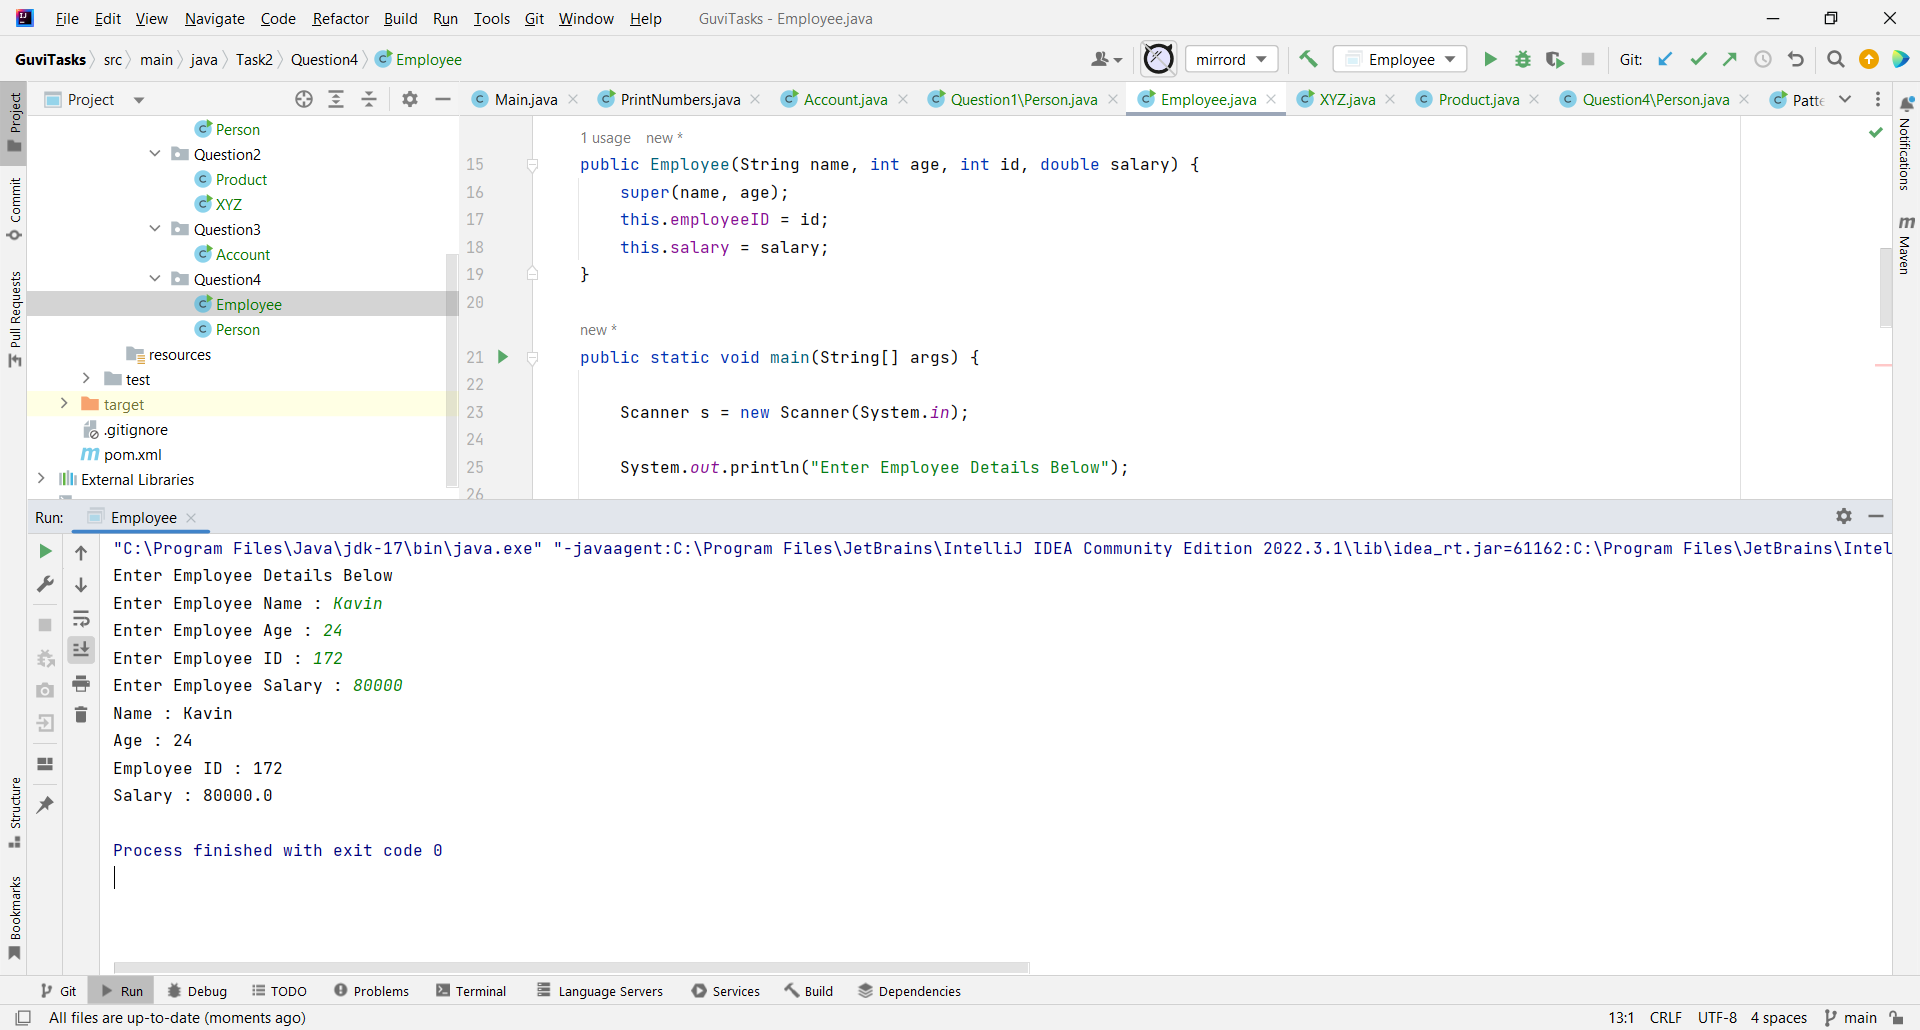 File Edit View Navigate Code Refactor Build Run Tools Git Window Help GuviTasks - Employee.java
GuviTasks src main java Task2 Question4 Employee mirrord Employee Git:
Project Main.java PrintNumbers.java Account.java Question1\Person.java Employee.java XYZ.java Product.java Question4\Person.java
Project
Commit
Pull Requests
Structure
Bookmarks
Person
Question2
Product
XYZ
Question3
Account
Question4
Employee
Person
resources
test
target
.gitignore
pom.xml
External Libraries
1 usage new *
15 public Employee(String name, int age, int id, double salary) {
16 super(name, age);
17 this.employeeID = id;
18 this.salary = salary;
19 }
20
new *
21 public static void main(String[] args) {
22
23 Scanner s = new Scanner(System.in);
24
25 System.out.println("Enter Employee Details Below");
26
Notifications
Maven
Run: Employee
"C:\Program Files\Java\jdk-17\bin\java.exe" "-javaagent:C:\Program Files\JetBrains\IntelliJ IDEA Community Edition 2022.3.1\lib\idea_rt.jar=61162:C:\Program Files\JetBrains\Intel
Enter Employee Details Below
Enter Employee Name : Kavin
Enter Employee Age : 24
Enter Employee ID : 172
Enter Employee Salary : 80000
Name : Kavin
Age : 24
Employee ID : 172
Salary : 80000.0
Process finished with exit code 0
Git Run Debug TODO Problems Terminal Language Servers Services Build Dependencies
All files are up-to-date (moments ago) 13:1 CRLF UTF-8 4 spaces main